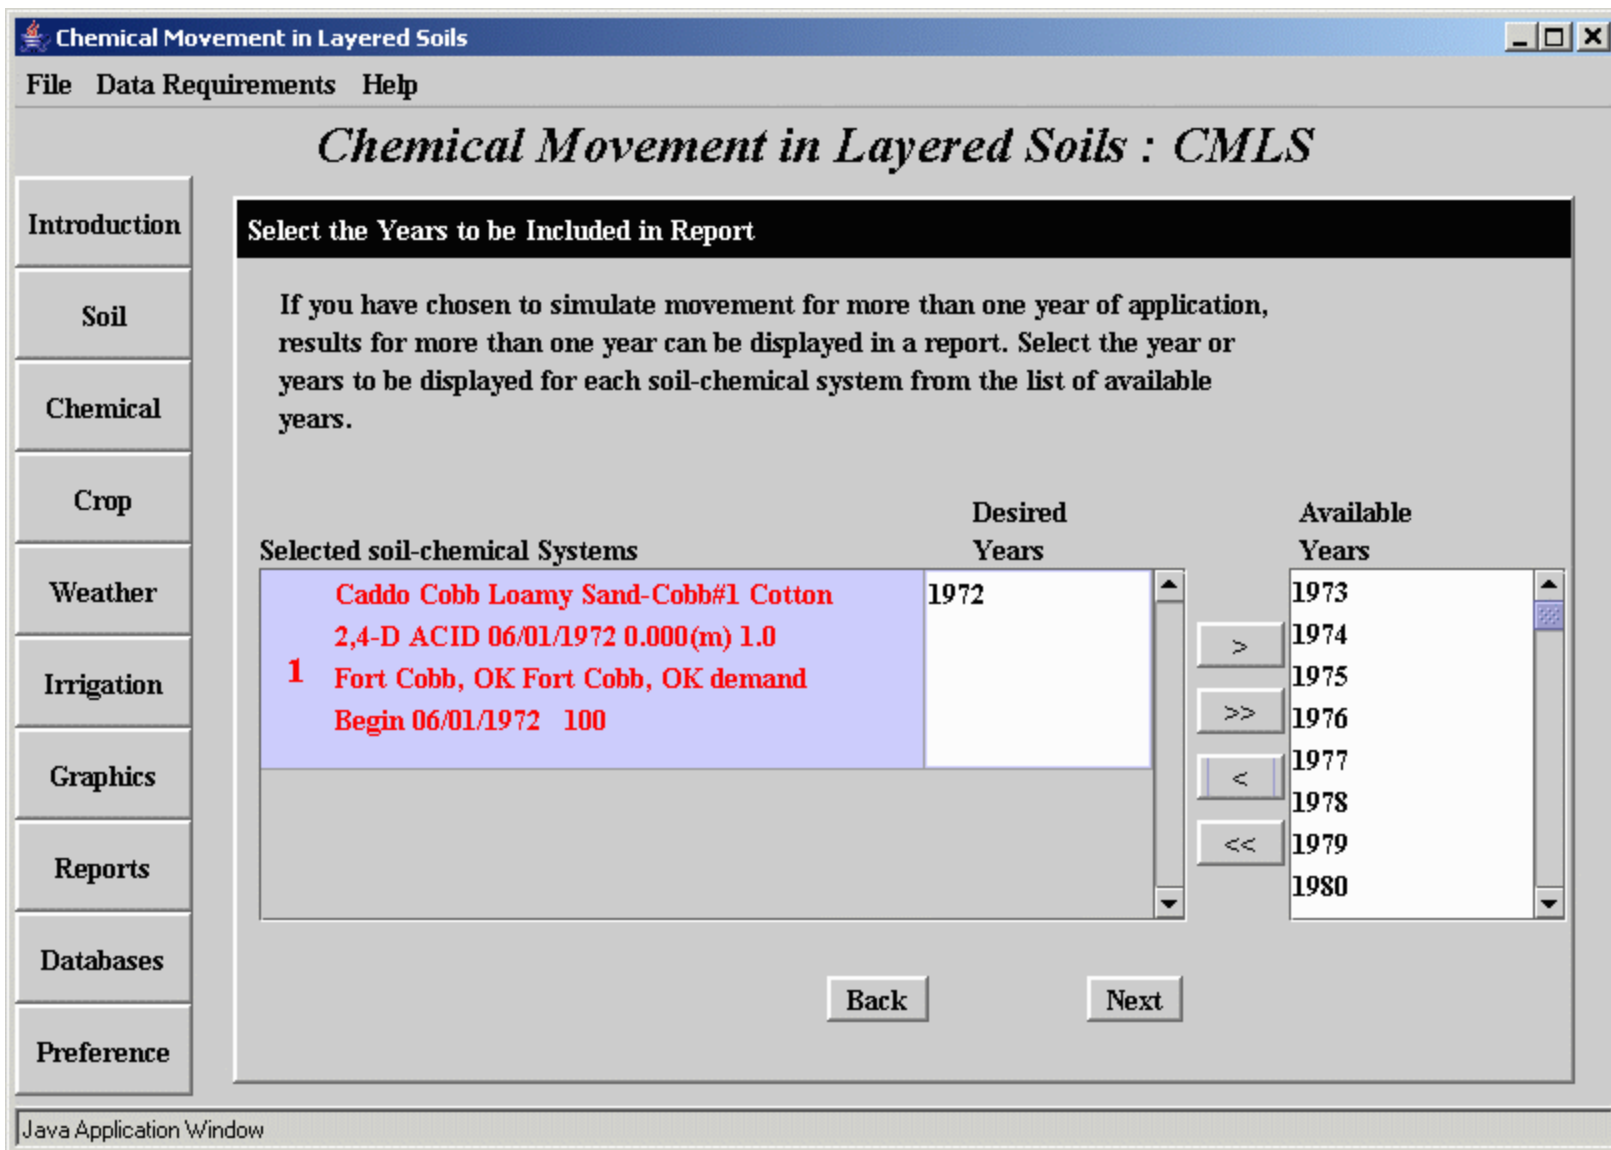 Chemical Movement in Layered Soils
File Data Requirements Help
Chemical Movement in Layered Soils : CMLS
Introduction
Soil
Chemical
Crop
Weather
Irrigation
Graphics
Reports
Databases
Preference
Select the Years to be Included in Report
If you have chosen to simulate movement for more than one year of application,
results for more than one year can be displayed in a report. Select the year or
years to be displayed for each soil-chemical system from the list of available
years.
Selected soil-chemical Systems
Desired
Years
Available
Years
1
Caddo Cobb Loamy Sand-Cobb#1 Cotton
2,4-D ACID 06/01/1972 0.000(m) 1.0
Fort Cobb, OK Fort Cobb, OK demand
Begin 06/01/1972 100
1972
>
>>
<
<<
1973
1974
1975
1976
1977
1978
1979
1980
Back
Next
Java Application Window